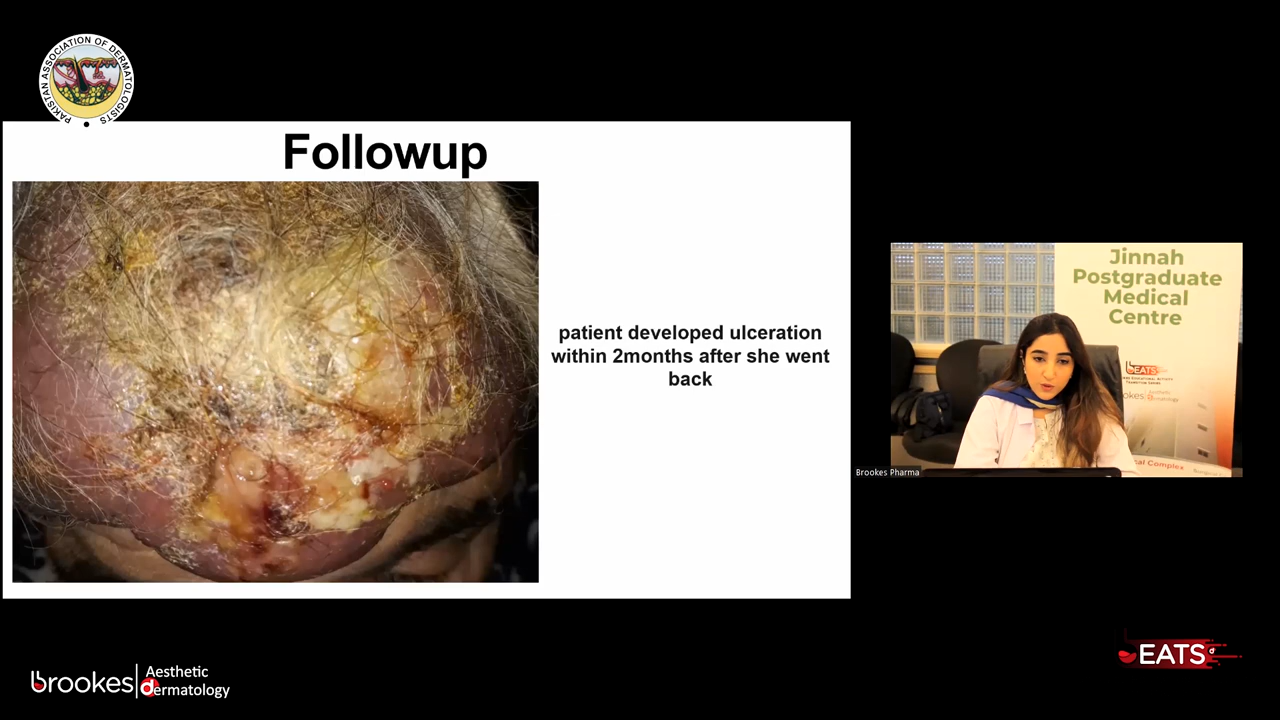 PAKISTAN ASSOCIATION OF DERMATOLOGISTS
Followup
patient developed ulceration
within 2months after she went
back
Jinnah
Postgraduate
Medical
Centre
EATS
Brookes Pharma
brookes
Aesthetic
dermatology
EATS